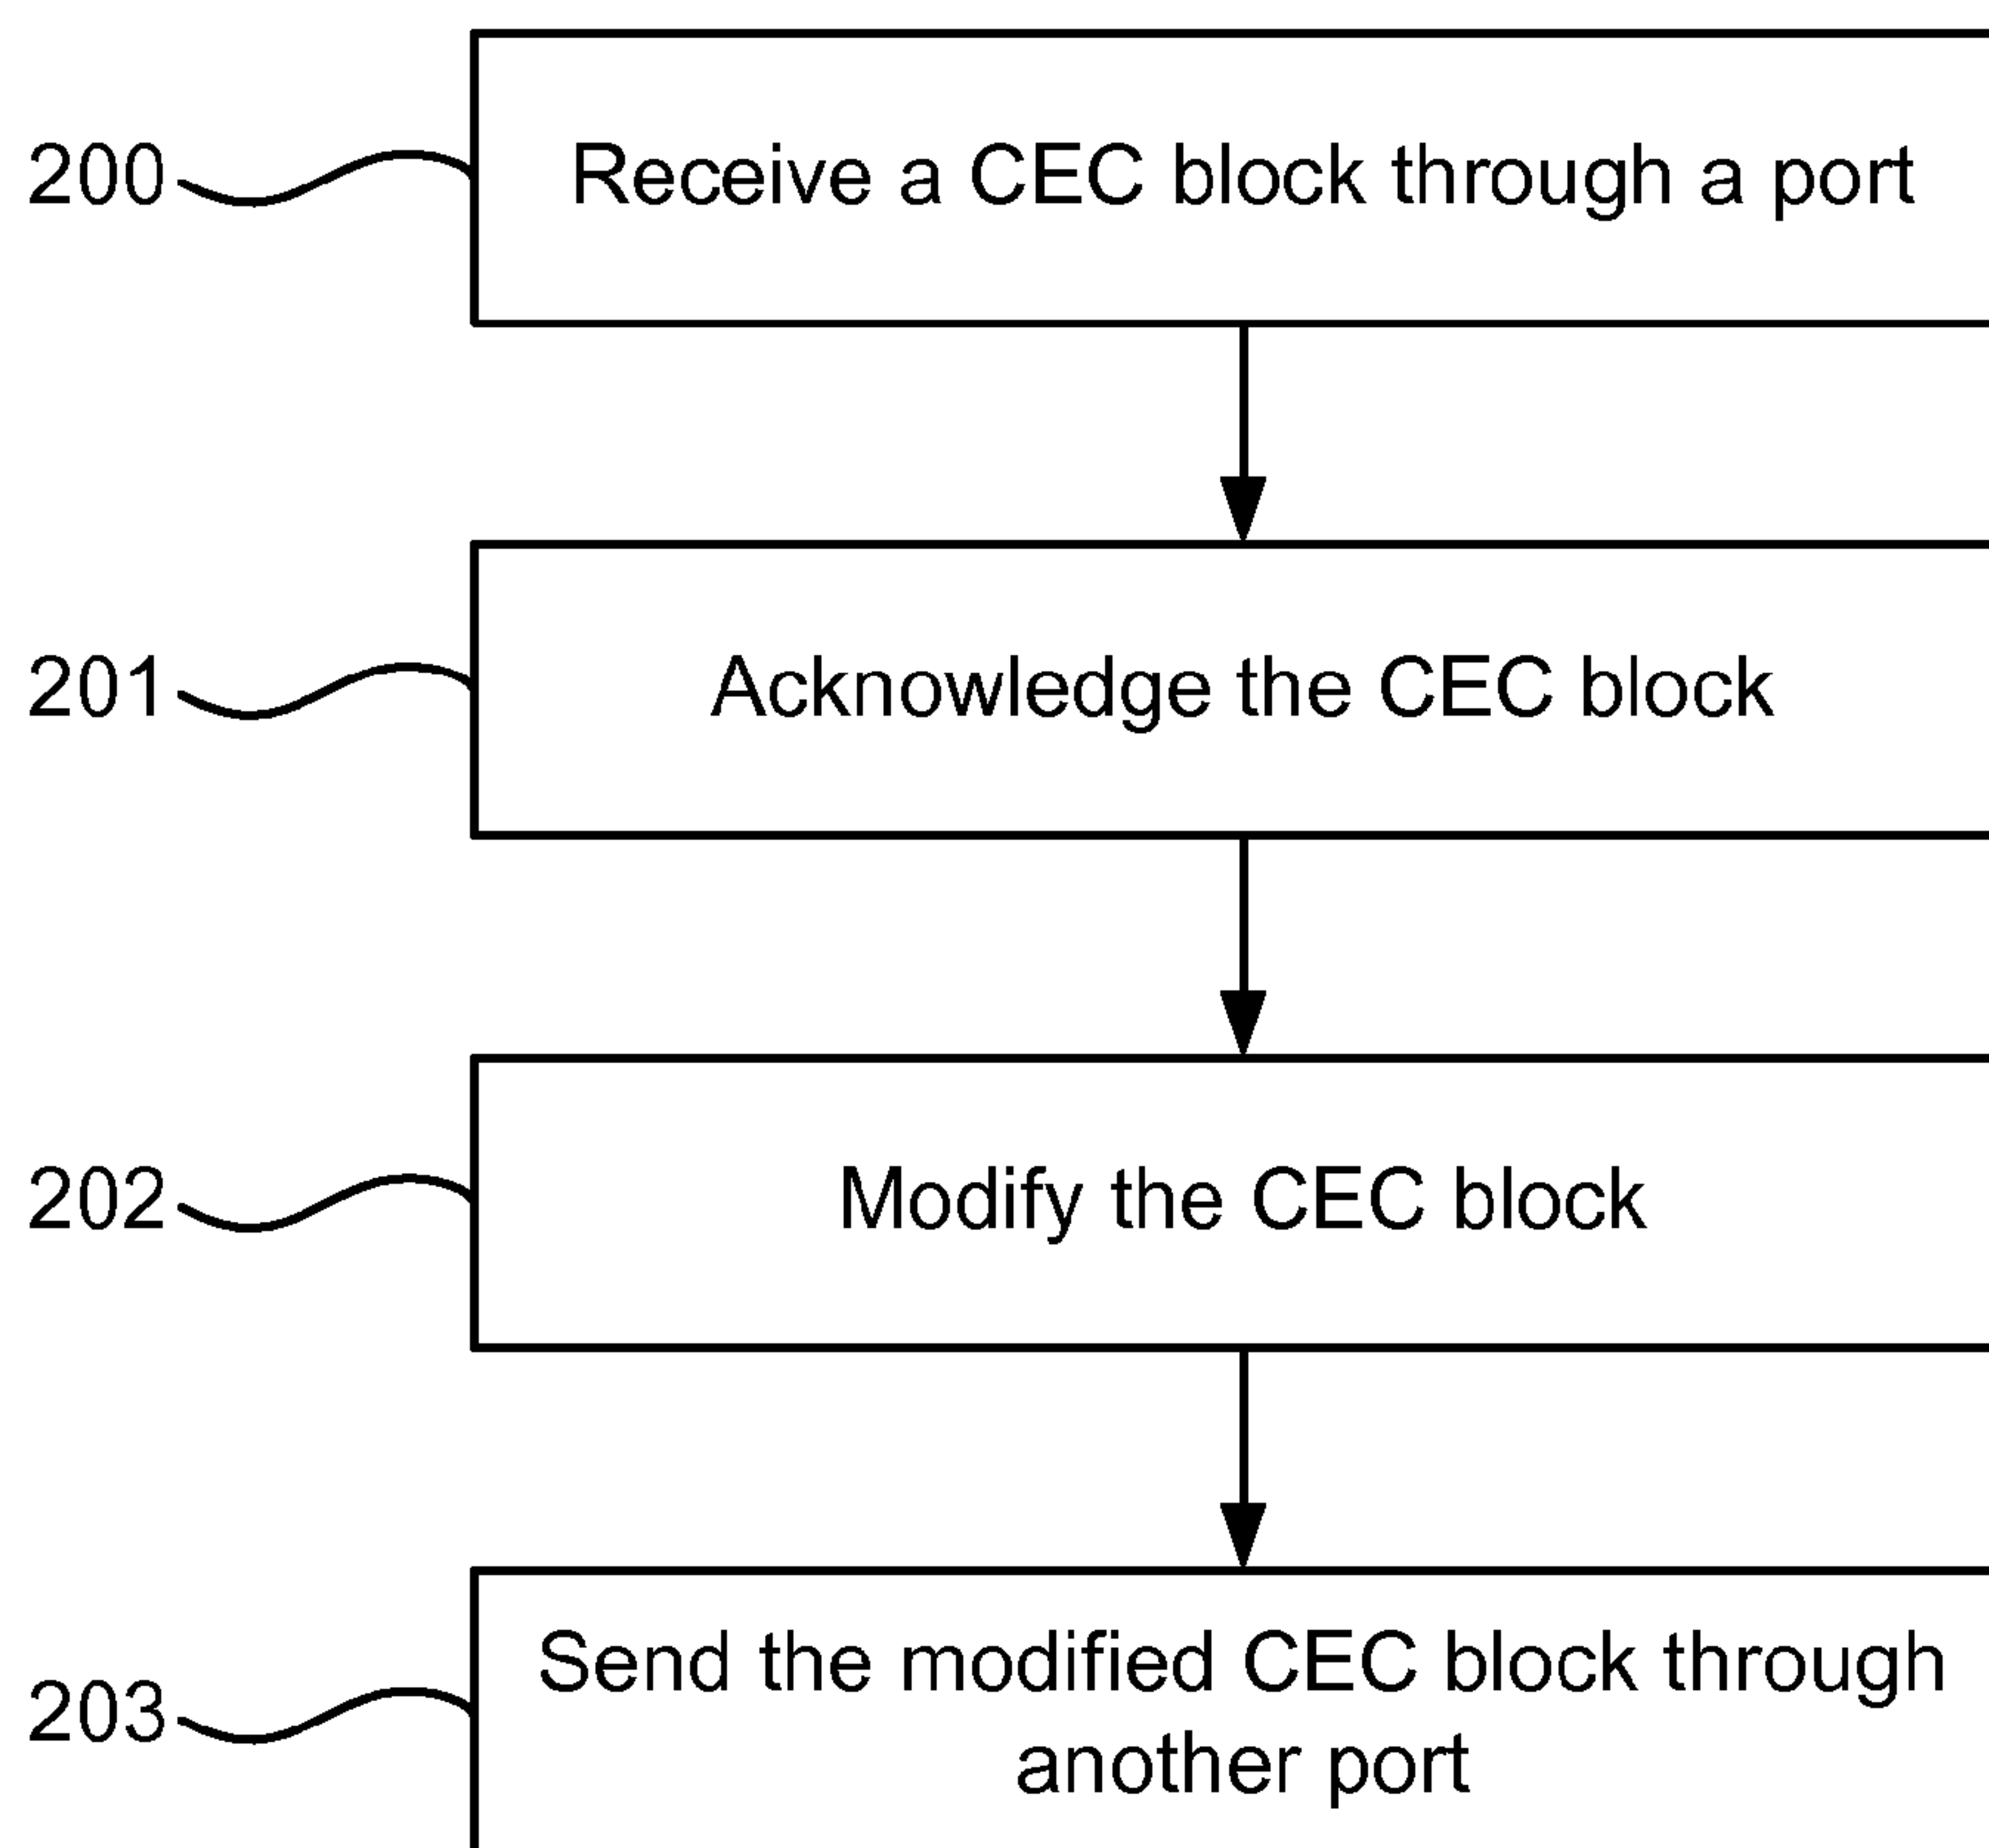 200
Receive a CEC block through a port
201
Acknowledge the CEC block
202
Modify the CEC block
203
Send the modified CEC block through
another port